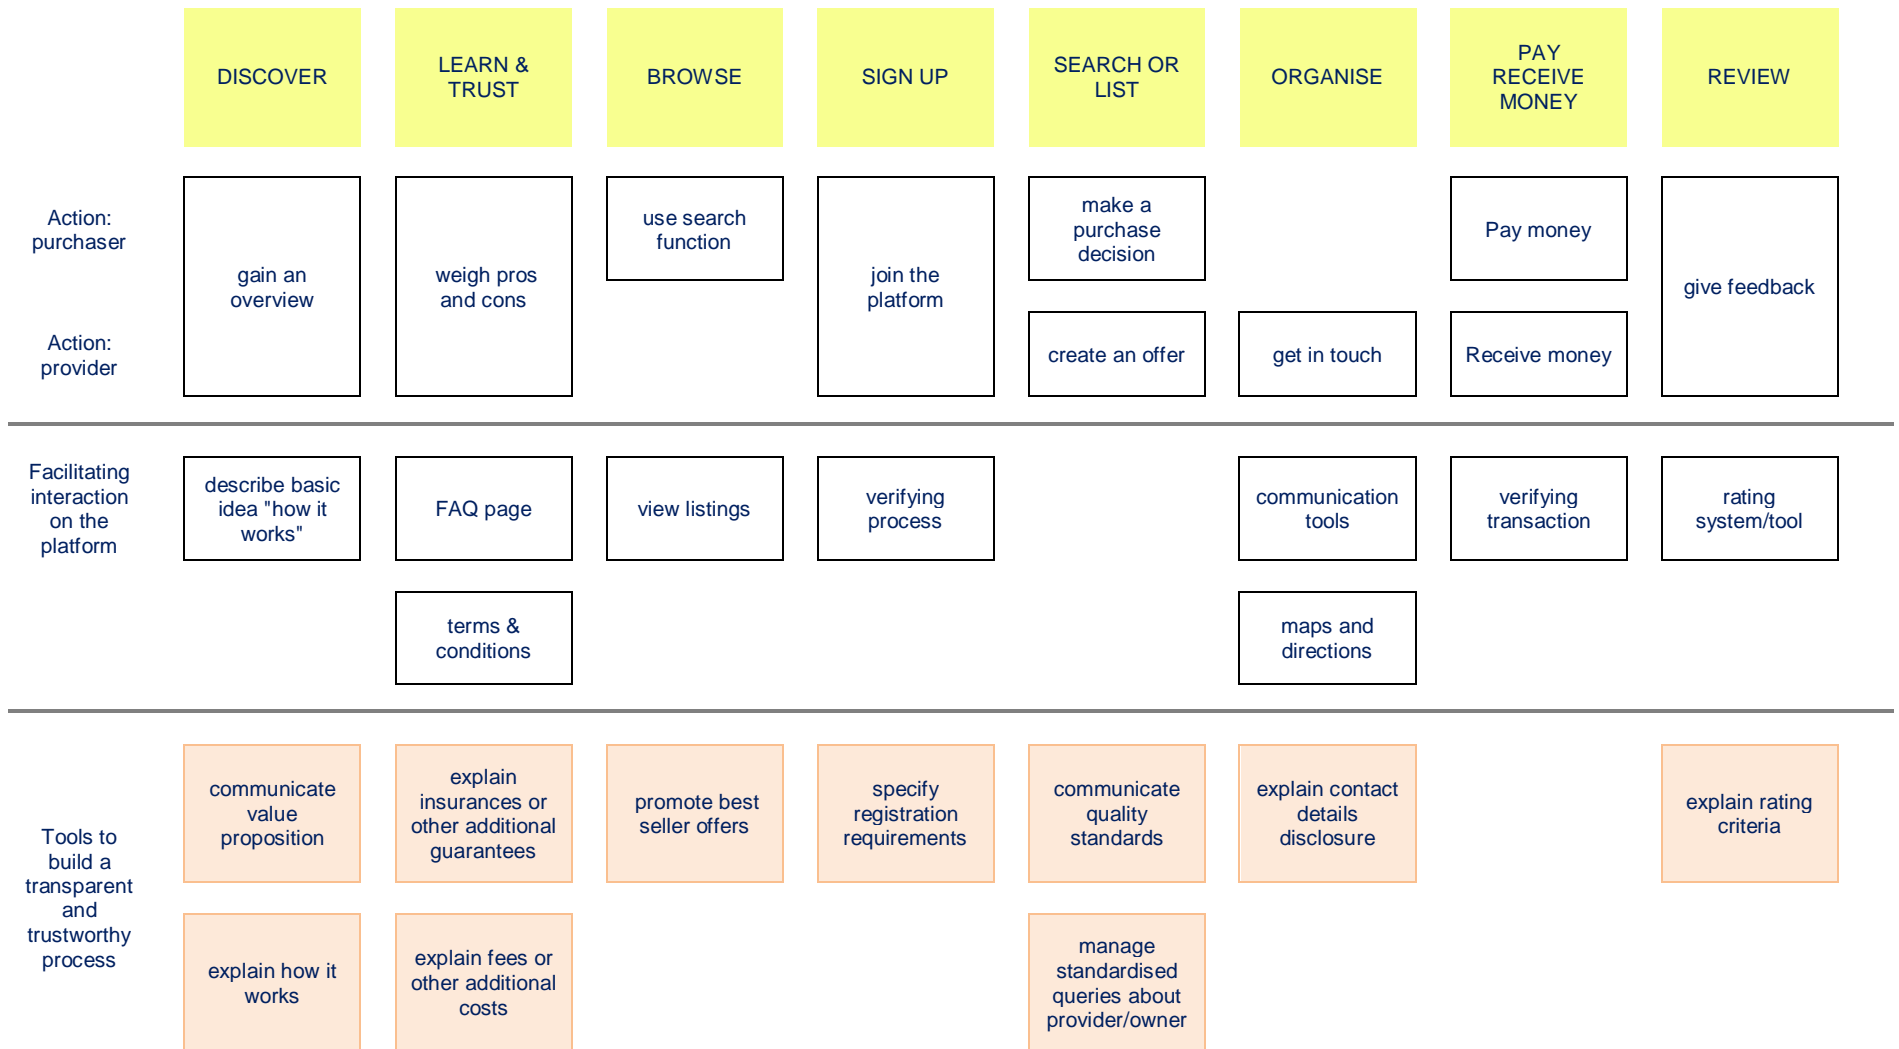 DISCOVER
LEARN &
TRUST
BROWSE
SIGN UP
SEARCH OR
LIST
ORGANISE
PAY
RECEIVE
MONEY
REVIEW
Action:
purchaser
gain an
overview
weigh pros
and cons
use search
function
join the
platform
make a
purchase
decision
Pay money
give feedback
Action:
provider
create an offer
get in touch
Receive money
Facilitating
interaction
on the
platform
describe basic
idea "how it
works"
FAQ page
view listings
verifying
process
communication
tools
verifying
transaction
rating
system/tool
terms &
conditions
maps and
directions
Tools to
build a
transparent
and
trustworthy
process
communicate
value
proposition
explain
insurances or
other additional
guarantees
promote best
seller offers
specify
registration
requirements
communicate
quality
standards
explain contact
details
disclosure
explain rating
criteria
explain how it
works
explain fees or
other additional
costs
manage
standardised
queries about
provider/owner